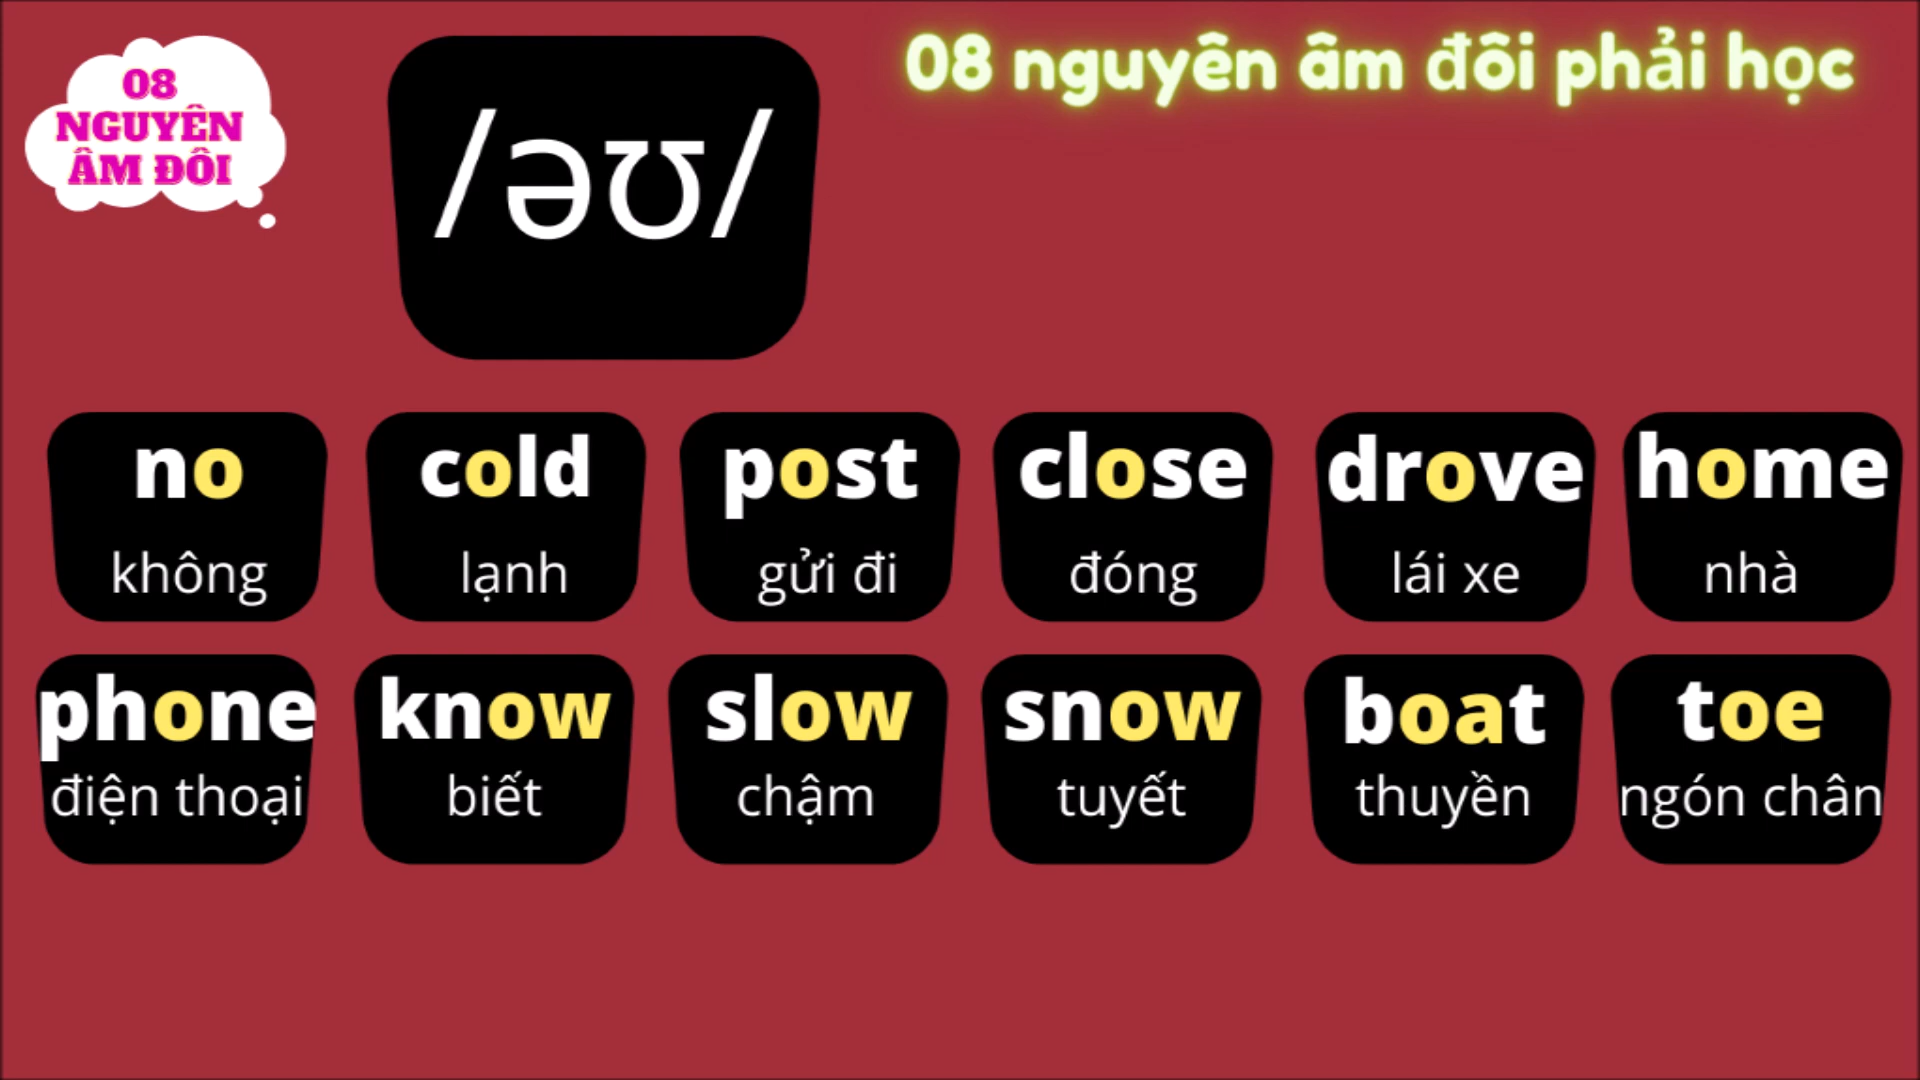 08
NGUYÊN
ÂM ĐÔI
/əʊ/
08 nguyên âm đôi phải học
no
không
cold
lạnh
post
gửi đi
close
đóng
drove
lái xe
home
nhà
phone
điện thoại
know
biết
slow
chậm
snow
tuyết
boat
thuyền
toe
ngón chân